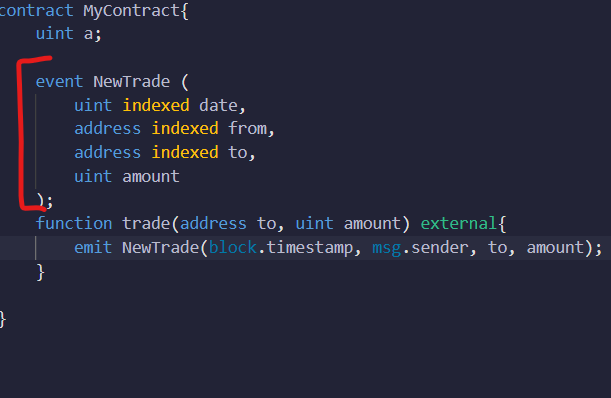 contract MyContract{
uint a;
event NewTrade (
uint indexed date,
address indexed from,
address indexed to,
uint amount
);
function trade(address to, uint amount) external{
emit NewTrade(block.timestamp, msg.sender, to, amount);
}
}